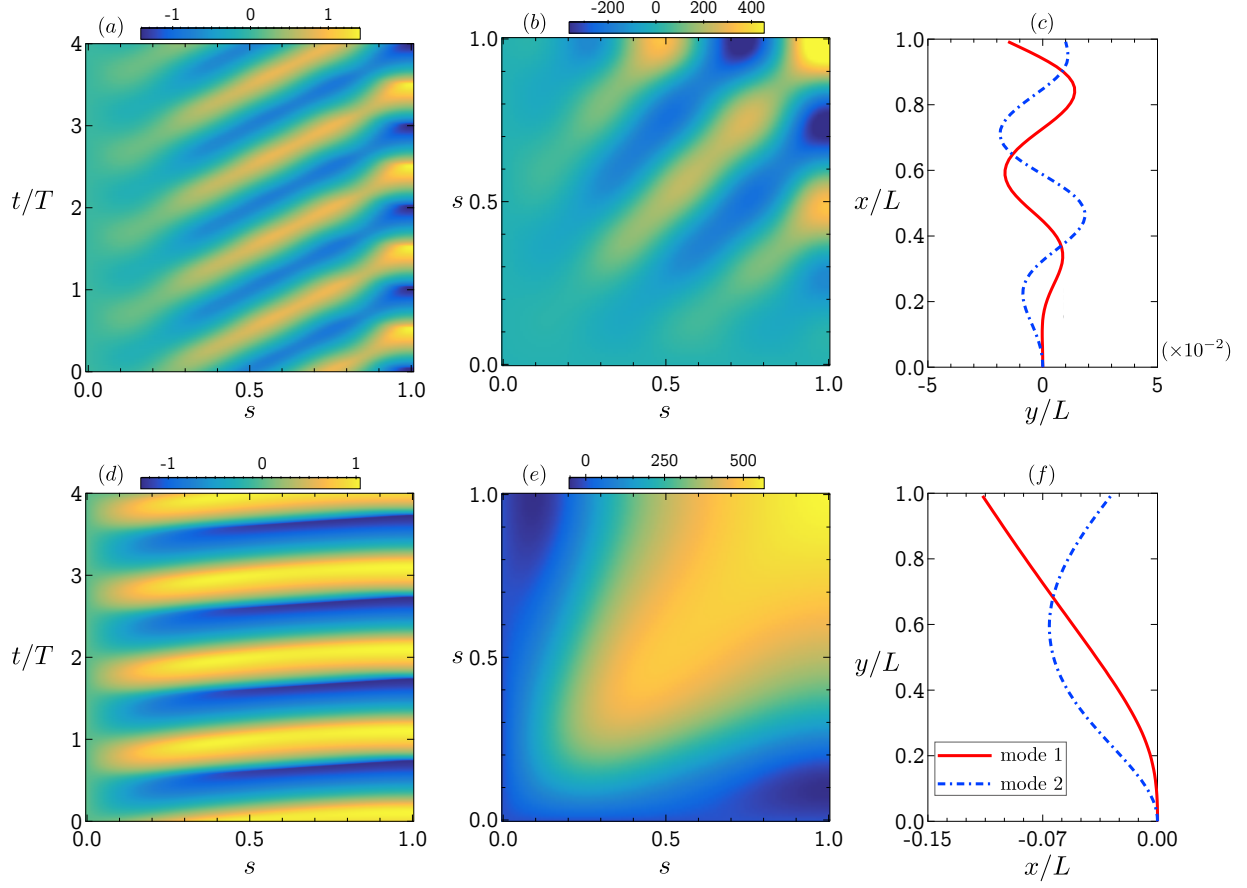 (a) -1 0 1
4
3
t/T 2
1
0
0.0 0.5 1.0
s
(b) -200 0 200 400
1.0
s 0.5
0.0
0.0 0.5 1.0
s
(c)
1.0
0.8
0.6
x/L
0.4
0.2
0.0
-5 0 5
(×10⁻²)
y/L
(d) -1 0 1
4
3
t/T 2
1
0
0.0 0.5 1.0
s
(e) 0 250 500
1.0
s 0.5
0.0
0.0 0.5 1.0
s
(f)
1.0
0.8
0.6
y/L
0.4
0.2
0.0
mode 1
mode 2
-0.15 -0.07 0.00
x/L